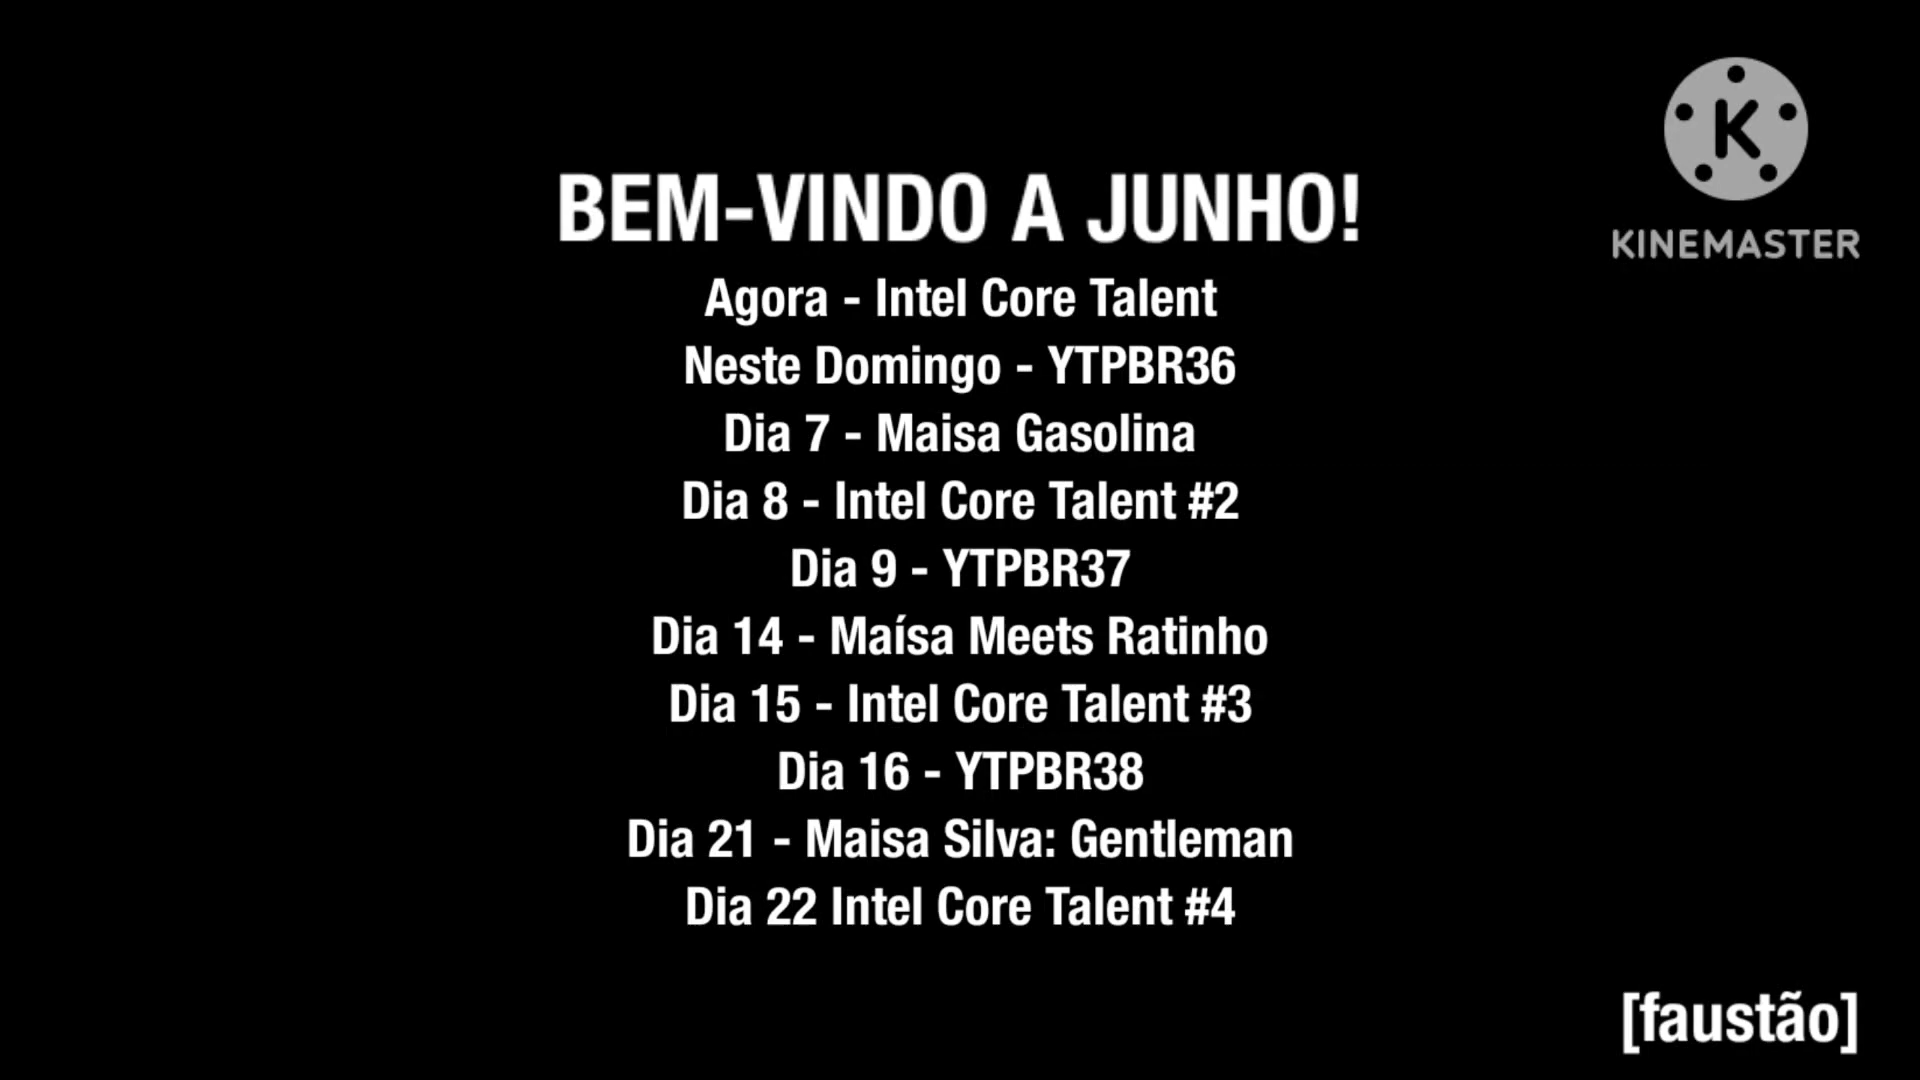 BEM-VINDO A JUNHO!
Agora - Intel Core Talent
Neste Domingo - YTPBR36
Dia 7 - Maisa Gasolina
Dia 8 - Intel Core Talent #2
Dia 9 - YTPBR37
Dia 14 - Maísa Meets Ratinho
Dia 15 - Intel Core Talent #3
Dia 16 - YTPBR38
Dia 21 - Maisa Silva: Gentleman
Dia 22 Intel Core Talent #4
K
KINEMASTER
[faustão]